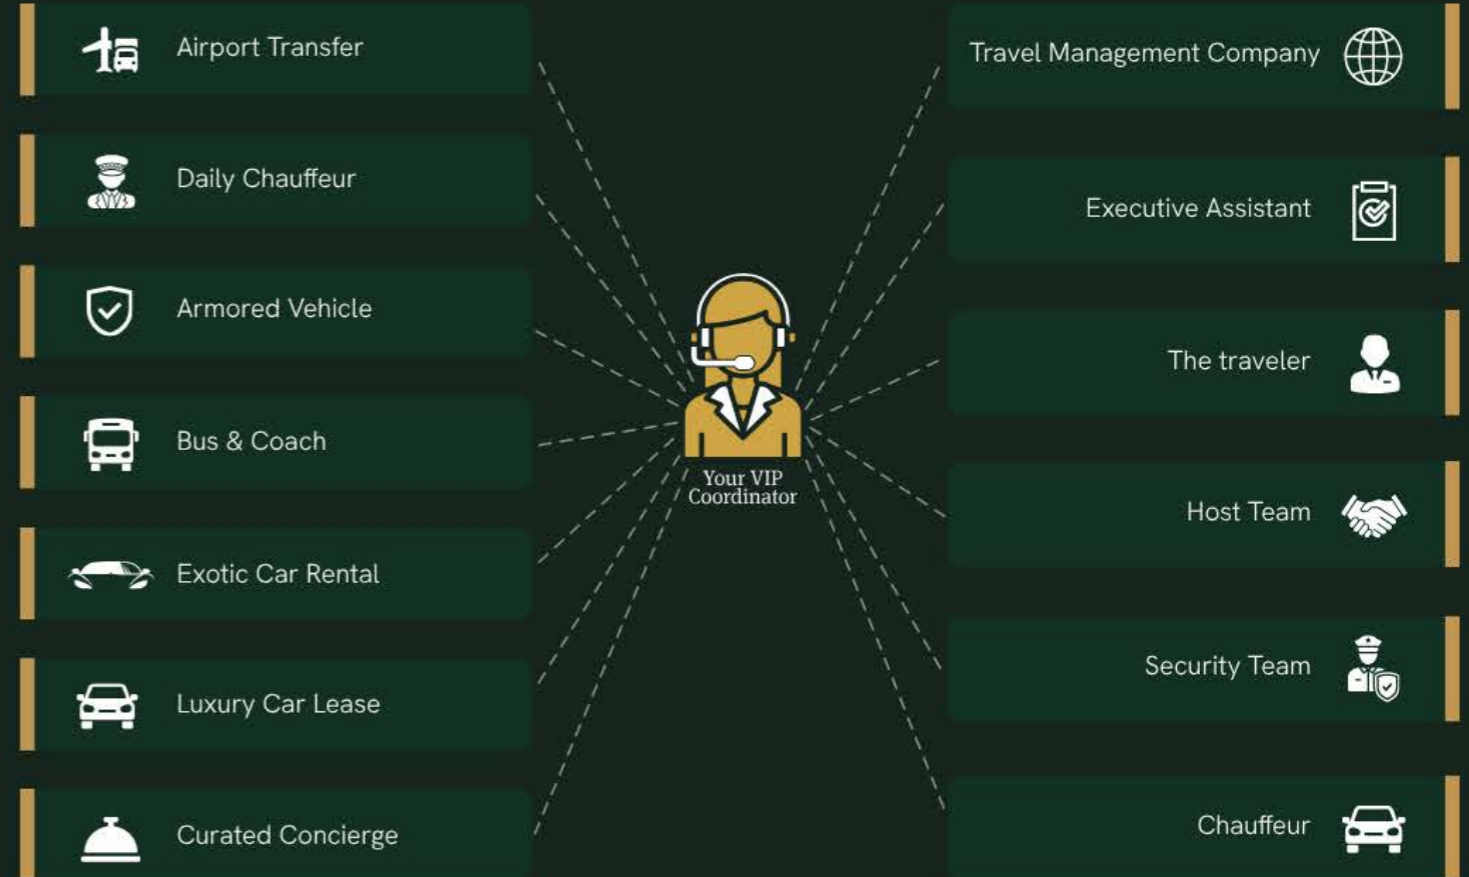 Airport Transfer
Daily Chauffeur
Armored Vehicle
Bus & Coach
Exotic Car Rental
Luxury Car Lease
Curated Concierge
Your VIP
Coordinator
Travel Management Company
Executive Assistant
The traveler
Host Team
Security Team
Chauffeur